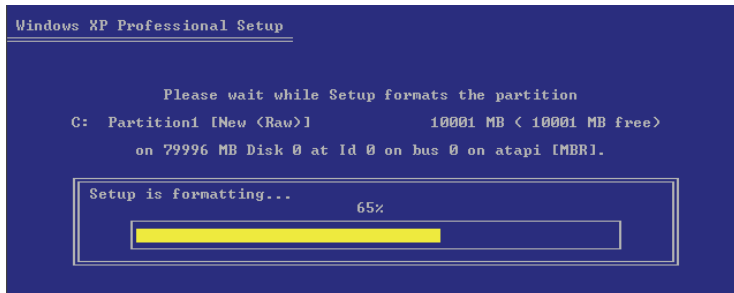 Windows XP Professional Setup
Please wait while Setup formats the partition
C: Partition1 [New (Raw)] 10001 MB ( 10001 MB free)
on 79996 MB Disk 0 at Id 0 on bus 0 on atapi [MBR].
Setup is formatting...
65%